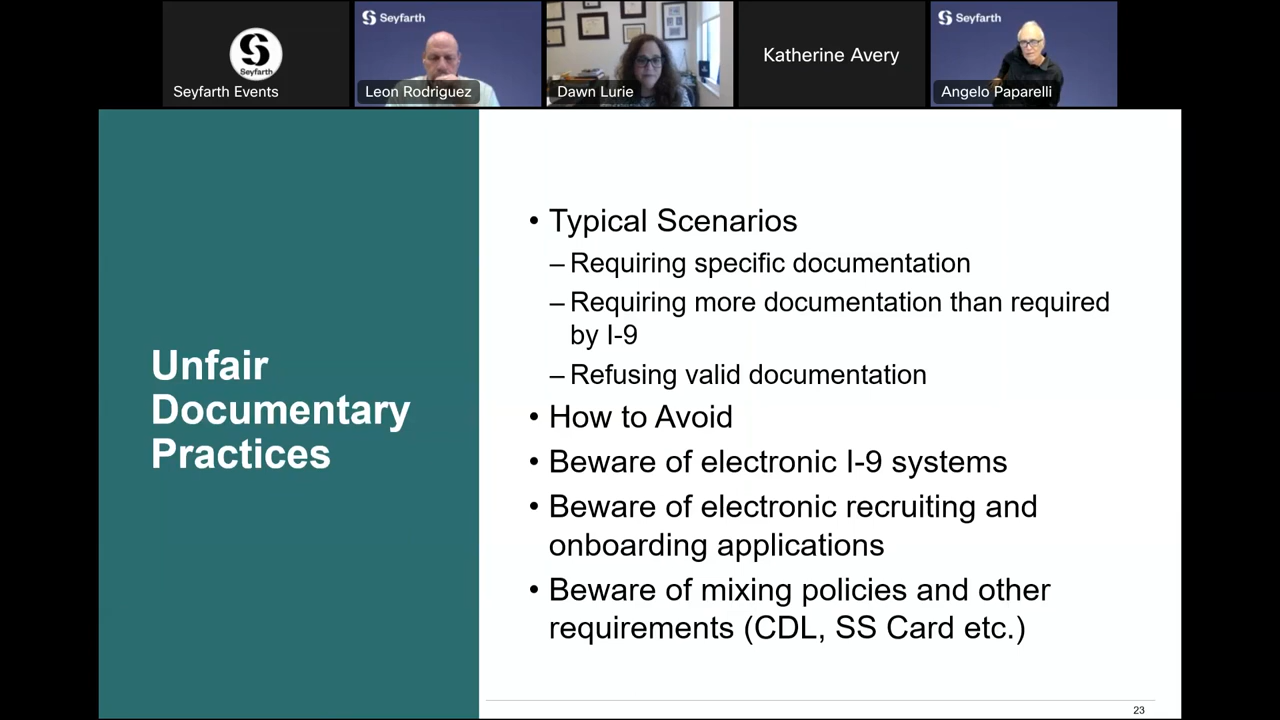 Seyfarth
Seyfarth Events
Seyfarth
Leon Rodriguez
Dawn Lurie
Katherine Avery
Seyfarth
Angelo Paparelli
Unfair
Documentary
Practices
• Typical Scenarios
– Requiring specific documentation
– Requiring more documentation than required
by I-9
– Refusing valid documentation
• How to Avoid
• Beware of electronic I-9 systems
• Beware of electronic recruiting and
onboarding applications
• Beware of mixing policies and other
requirements (CDL, SS Card etc.)
23